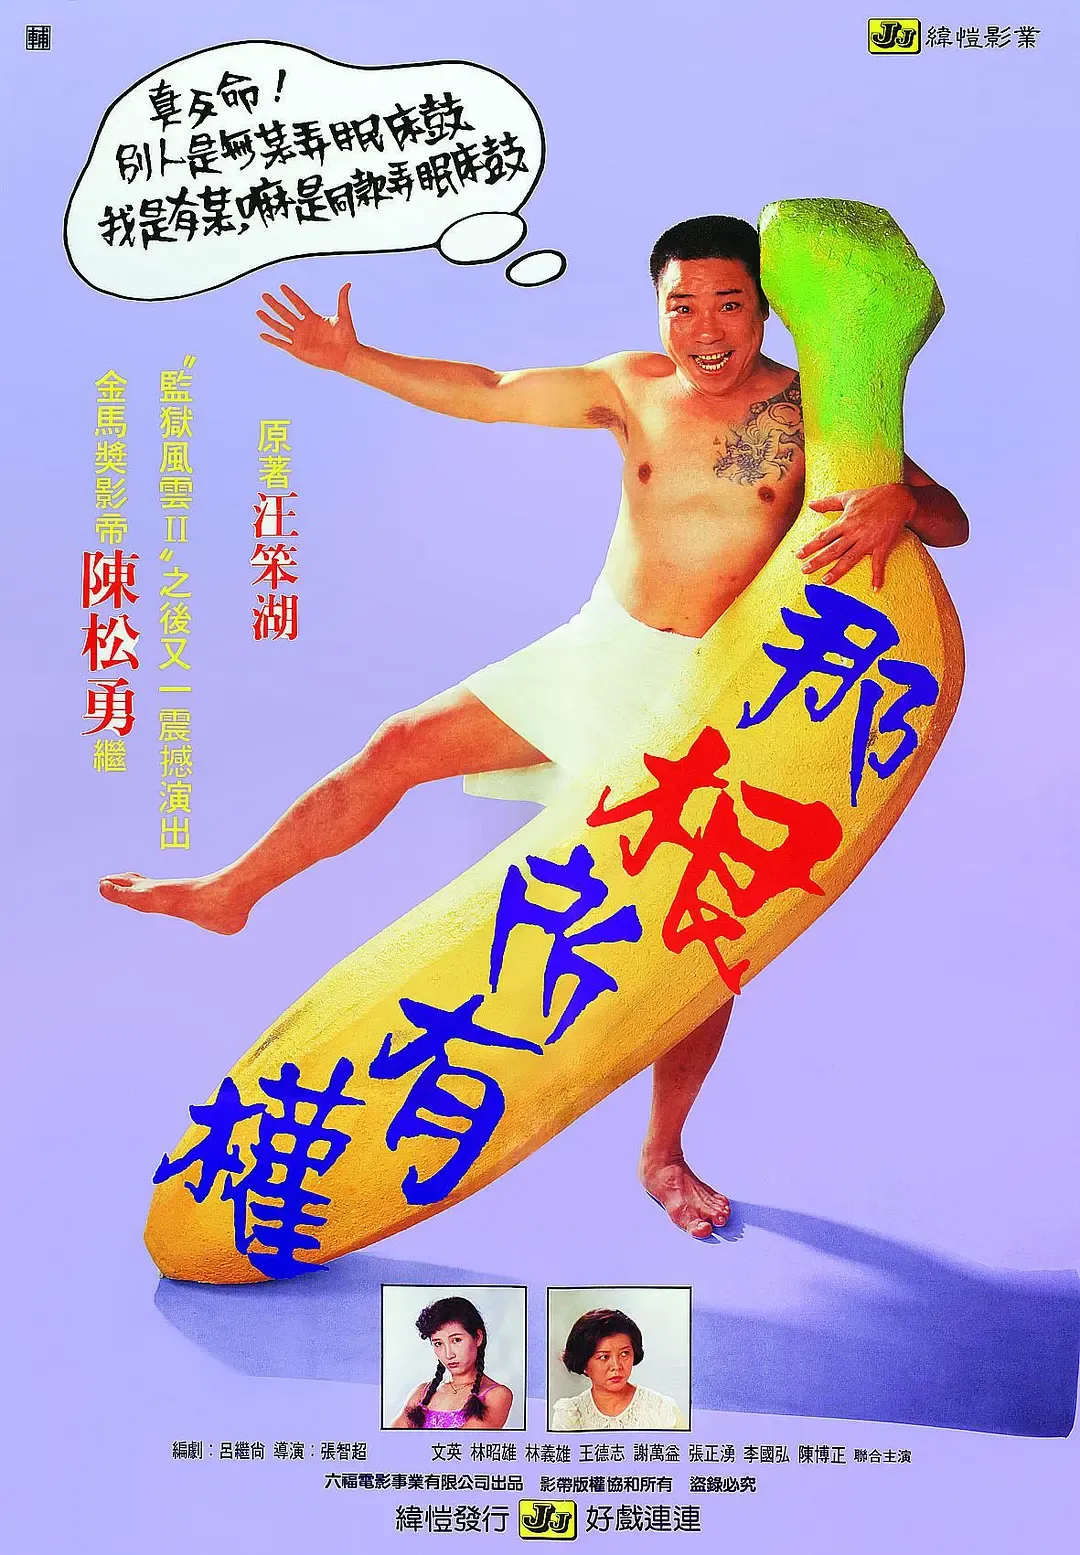 輔
JJ 緯愷影業
真歹命！
別人是無某弄眠床鼓
我是有某，嘛是同款弄眠床鼓
金馬獎影帝陳松勇繼
"監獄風雲II"之後又一震撼演出
原著汪笨湖
那根所有權
編劇：呂繼尚 導演：張智超 文英 林昭雄 林義雄 王德志 謝萬益 張正湧 李國弘 陳博正 聯合主演
六福電影事業有限公司出品 影帶版權協和所有 盜錄必究
緯愷發行 JJ 好戲連連